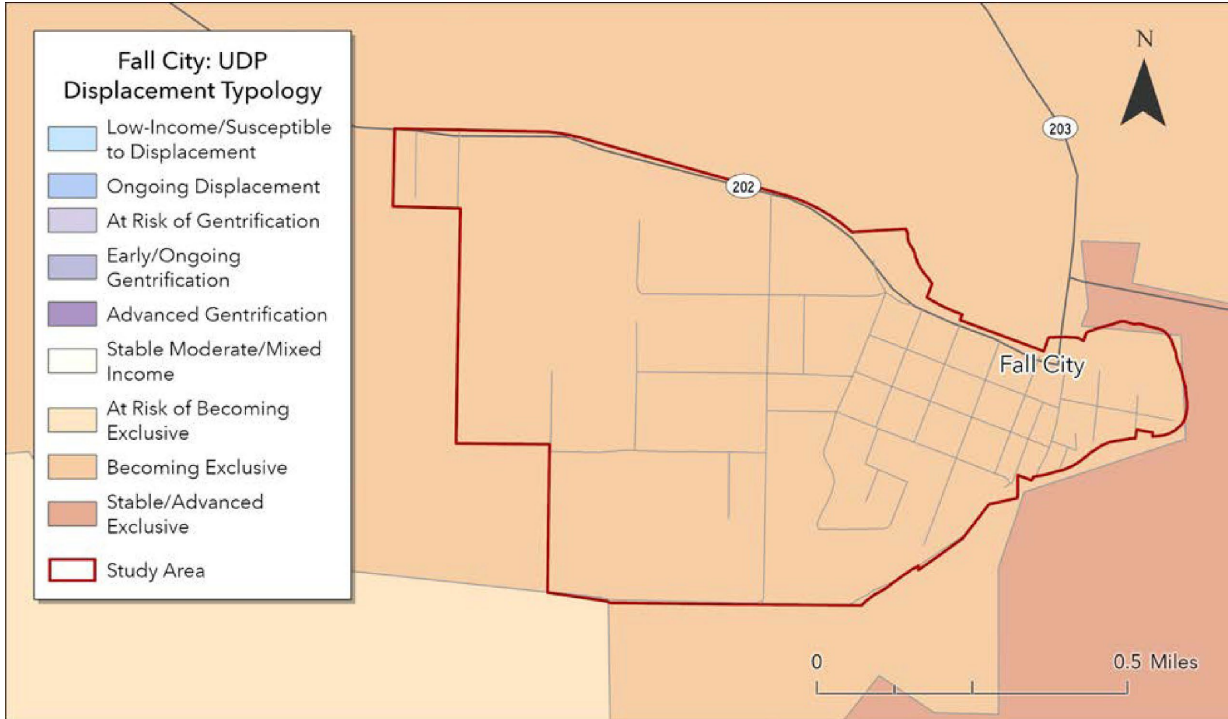 Fall City: UDP
Displacement Typology
Low-Income/Susceptible
to Displacement
Ongoing Displacement
At Risk of Gentrification
Early/Ongoing
Gentrification
Advanced Gentrification
Stable Moderate/Mixed
Income
At Risk of Becoming
Exclusive
Becoming Exclusive
Stable/Advanced
Exclusive
Study Area
N
203
202
Fall City
0
0.5 Miles